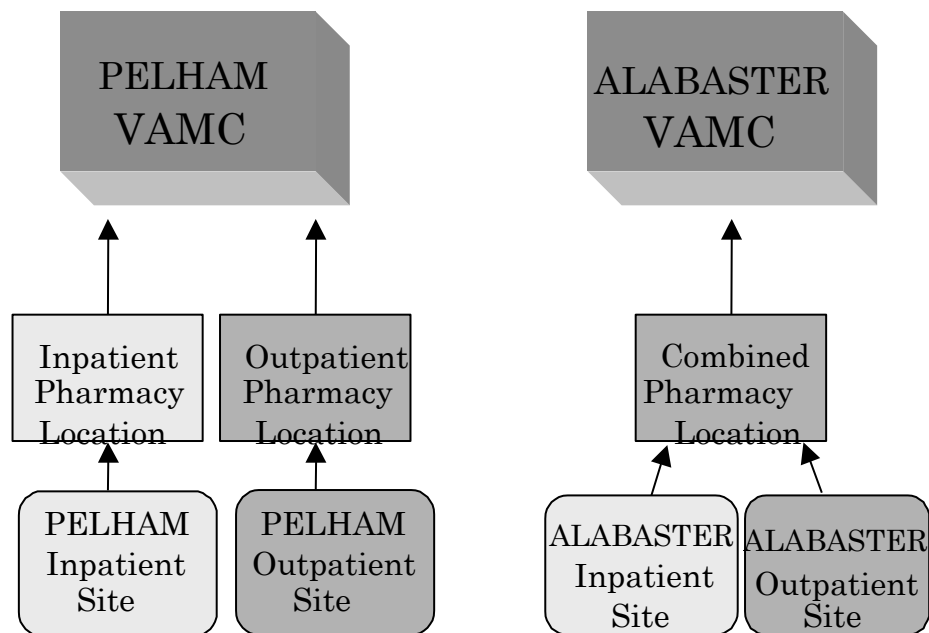 PELHAM
VAMC
ALABASTER
VAMC
Inpatient
Pharmacy
Location
Outpatient
Pharmacy
Location
Combined
Pharmacy
Location
PELHAM
Inpatient
Site
PELHAM
Outpatient
Site
ALABASTER
Inpatient
Site
ALABASTER
Outpatient
Site